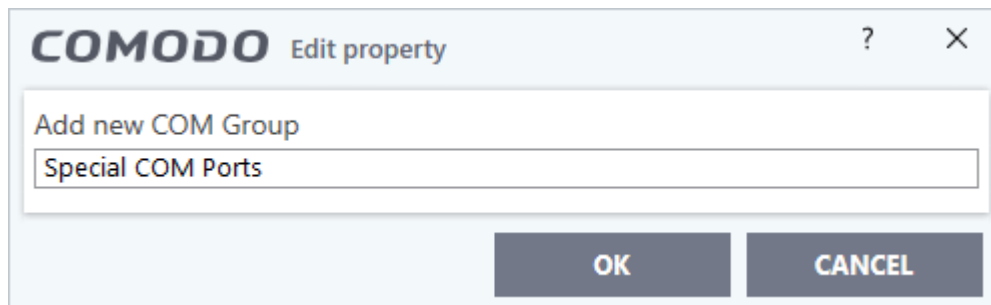 COMODO Edit property ?
Add new COM Group
Special COM Ports
OK CANCEL